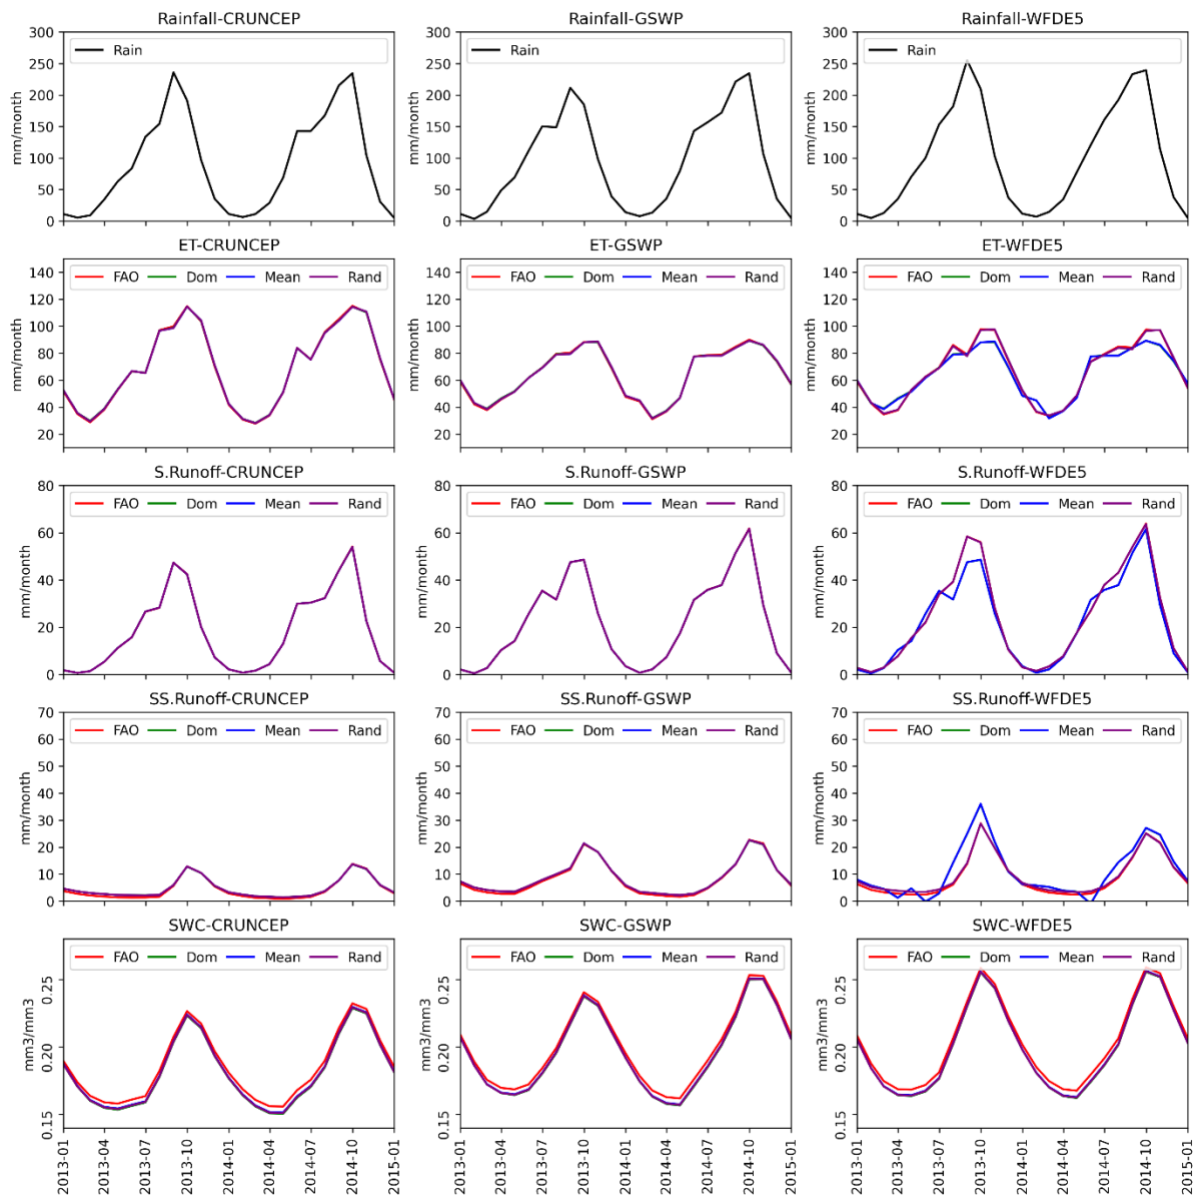 Rainfall-CRUNCEP
Rainfall-GSWP
Rainfall-WFDE5
300
250
200
150
100
50
0
mm/month
Rain
300
250
200
150
100
50
0
mm/month
Rain
300
250
200
150
100
50
0
mm/month
Rain
ET-CRUNCEP
ET-GSWP
ET-WFDE5
140
120
100
80
60
40
20
mm/month
FAO Dom Mean Rand
140
120
100
80
60
40
20
mm/month
FAO Dom Mean Rand
140
120
100
80
60
40
20
mm/month
FAO Dom Mean Rand
S.Runoff-CRUNCEP
S.Runoff-GSWP
S.Runoff-WFDE5
80
60
40
20
0
mm/month
FAO Dom Mean Rand
80
60
40
20
0
mm/month
FAO Dom Mean Rand
80
60
40
20
0
mm/month
FAO Dom Mean Rand
SS.Runoff-CRUNCEP
SS.Runoff-GSWP
SS.Runoff-WFDE5
70
60
50
40
30
20
10
0
mm/month
FAO Dom Mean Rand
70
60
50
40
30
20
10
0
mm/month
FAO Dom Mean Rand
70
60
50
40
30
20
10
0
mm/month
FAO Dom Mean Rand
SWC-CRUNCEP
SWC-GSWP
SWC-WFDE5
0.25
0.20
0.15
mm3/mm3
FAO Dom Mean Rand
0.25
0.20
0.15
mm3/mm3
FAO Dom Mean Rand
0.25
0.20
0.15
mm3/mm3
FAO Dom Mean Rand
2013-01
2013-04
2013-07
2013-10
2014-01
2014-04
2014-07
2014-10
2015-01
2013-01
2013-04
2013-07
2013-10
2014-01
2014-04
2014-07
2014-10
2015-01
2013-01
2013-04
2013-07
2013-10
2014-01
2014-04
2014-07
2014-10
2015-01